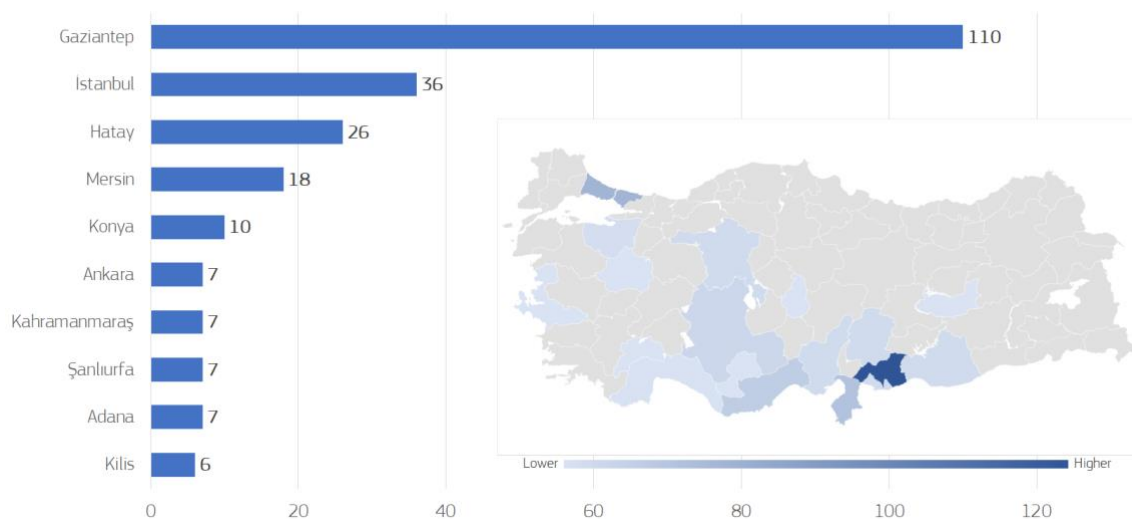 Gaziantep 110
İstanbul 36
Hatay 26
Mersin 18
Konya 10
Ankara 7
Kahramanmaraş 7
Şanlıurfa 7
Adana 7
Kilis 6
Lower Higher
0 20 40 60 80 100 120